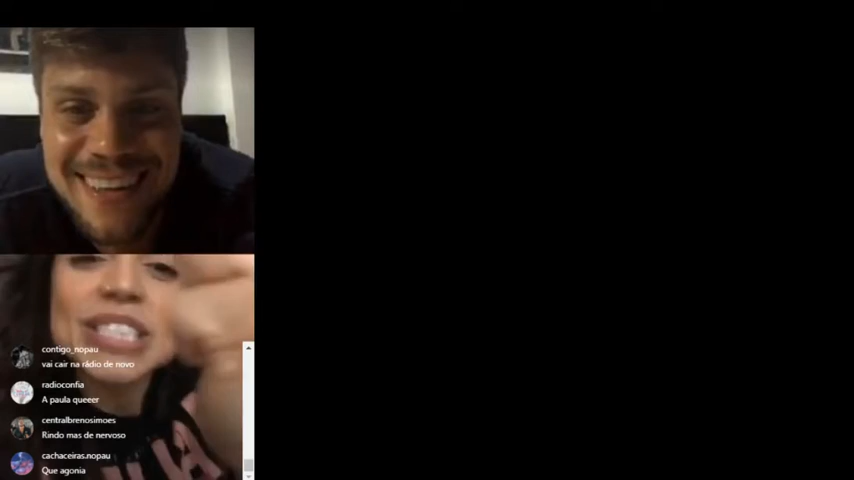 contigo_nopau
vai cair na rádio de novo
radioconfia
A paula queeer
centralbrenosimoes
Rindo mas de nervoso
cachaceiras.nopau
Que agonia